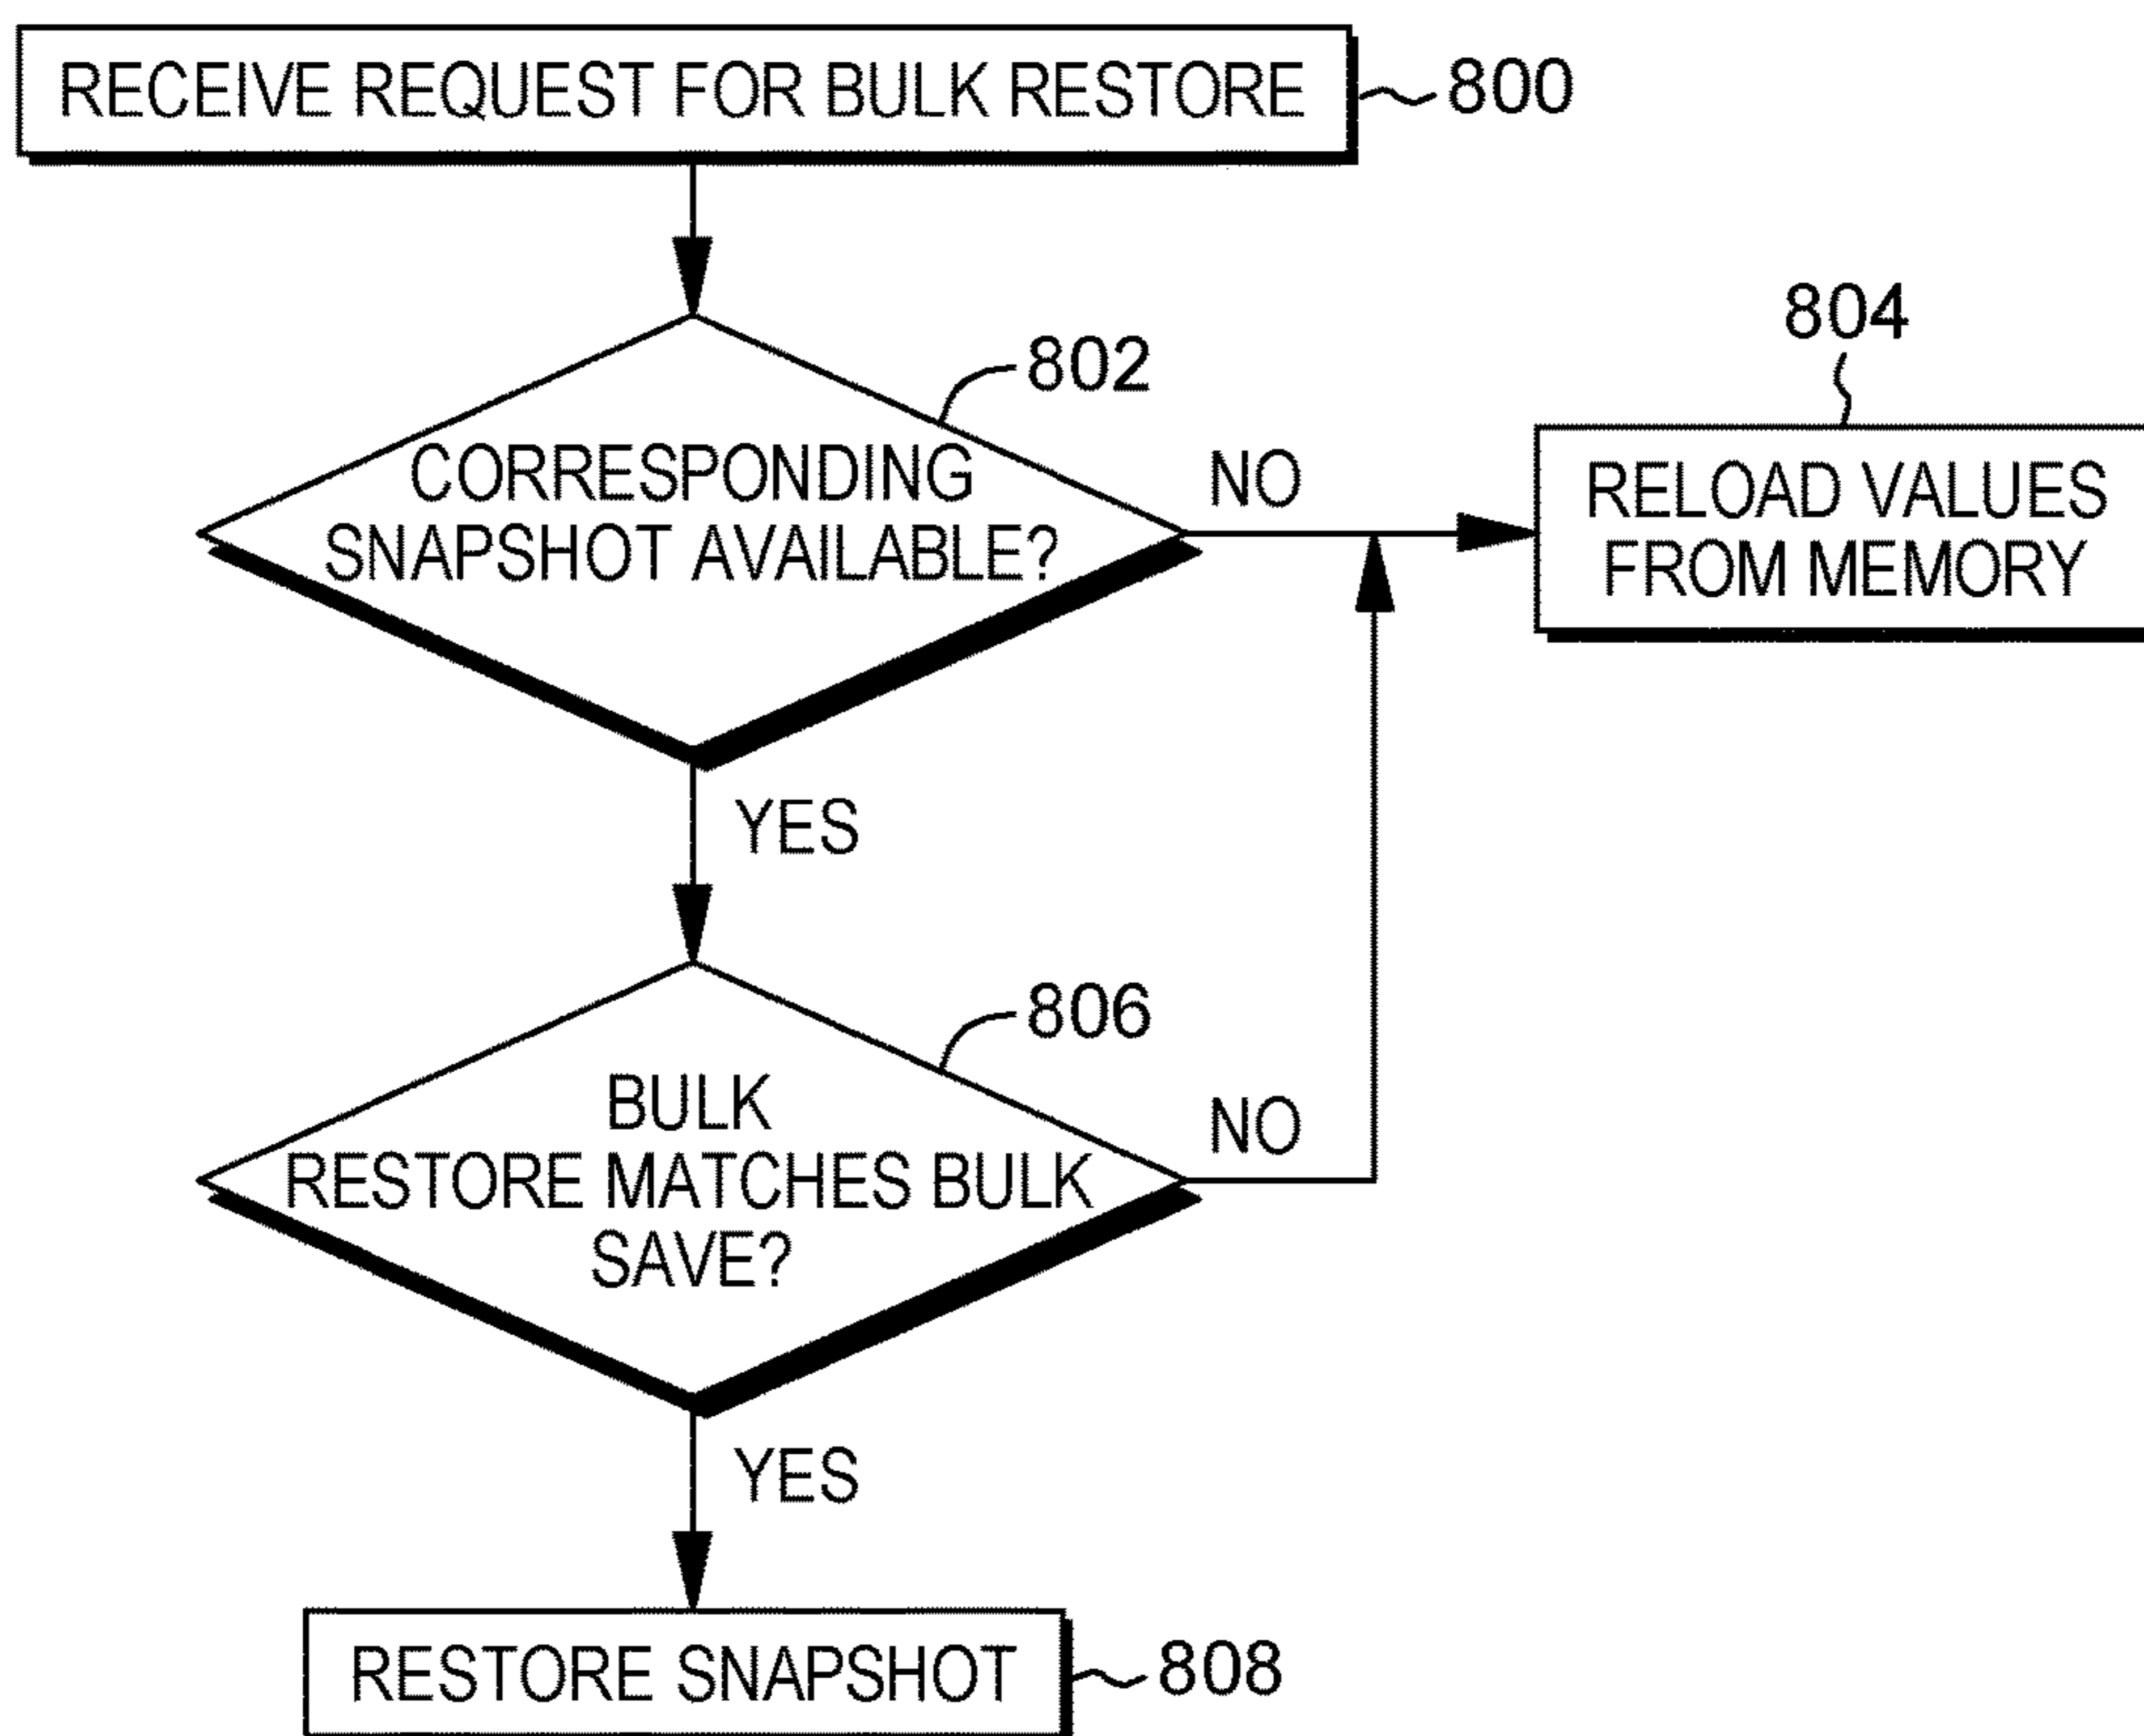 RECEIVE REQUEST FOR BULK RESTORE
800
802
CORRESPONDING
SNAPSHOT AVAILABLE?
NO
804
RELOAD VALUES
FROM MEMORY
YES
806
BULK
RESTORE MATCHES BULK
SAVE?
NO
YES
RESTORE SNAPSHOT
808